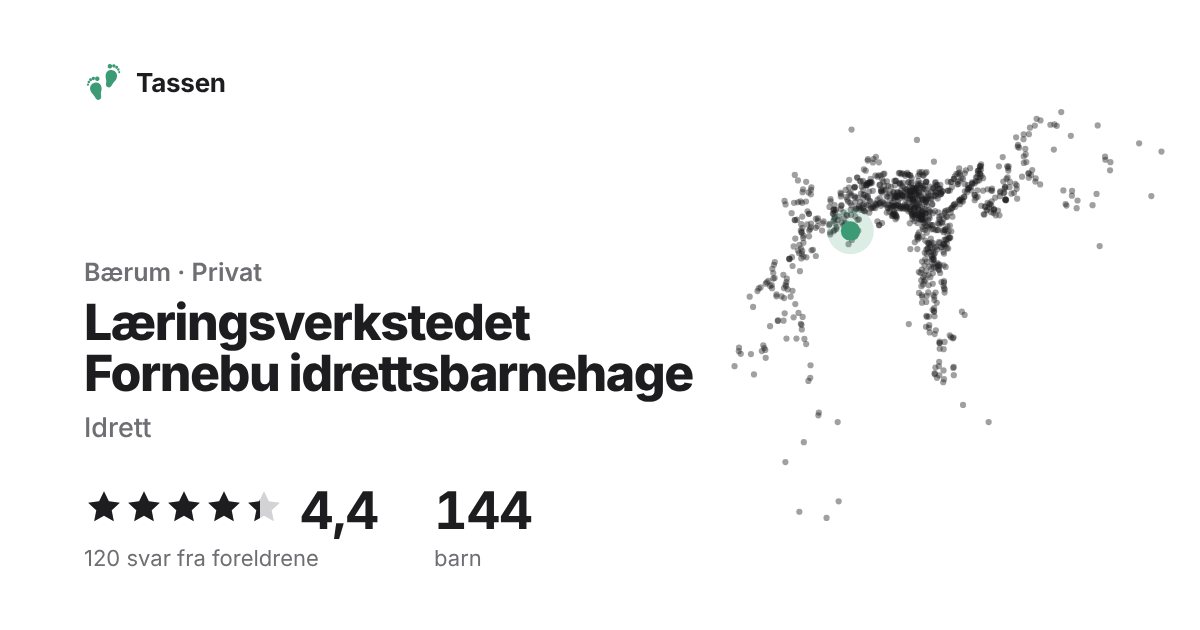 Tassen
Bærum · Privat
Læringsverkstedet
Fornebu idrettsbarnehage
Idrett
4,4
120 svar fra foreldrene
144
barn